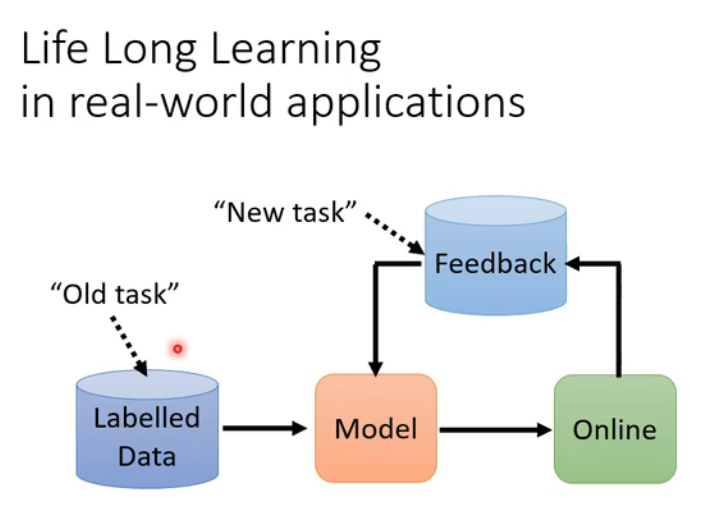 Life Long Learning
in real-world applications
“New task”
Feedback
“Old task”
Labelled
Data
Model
Online